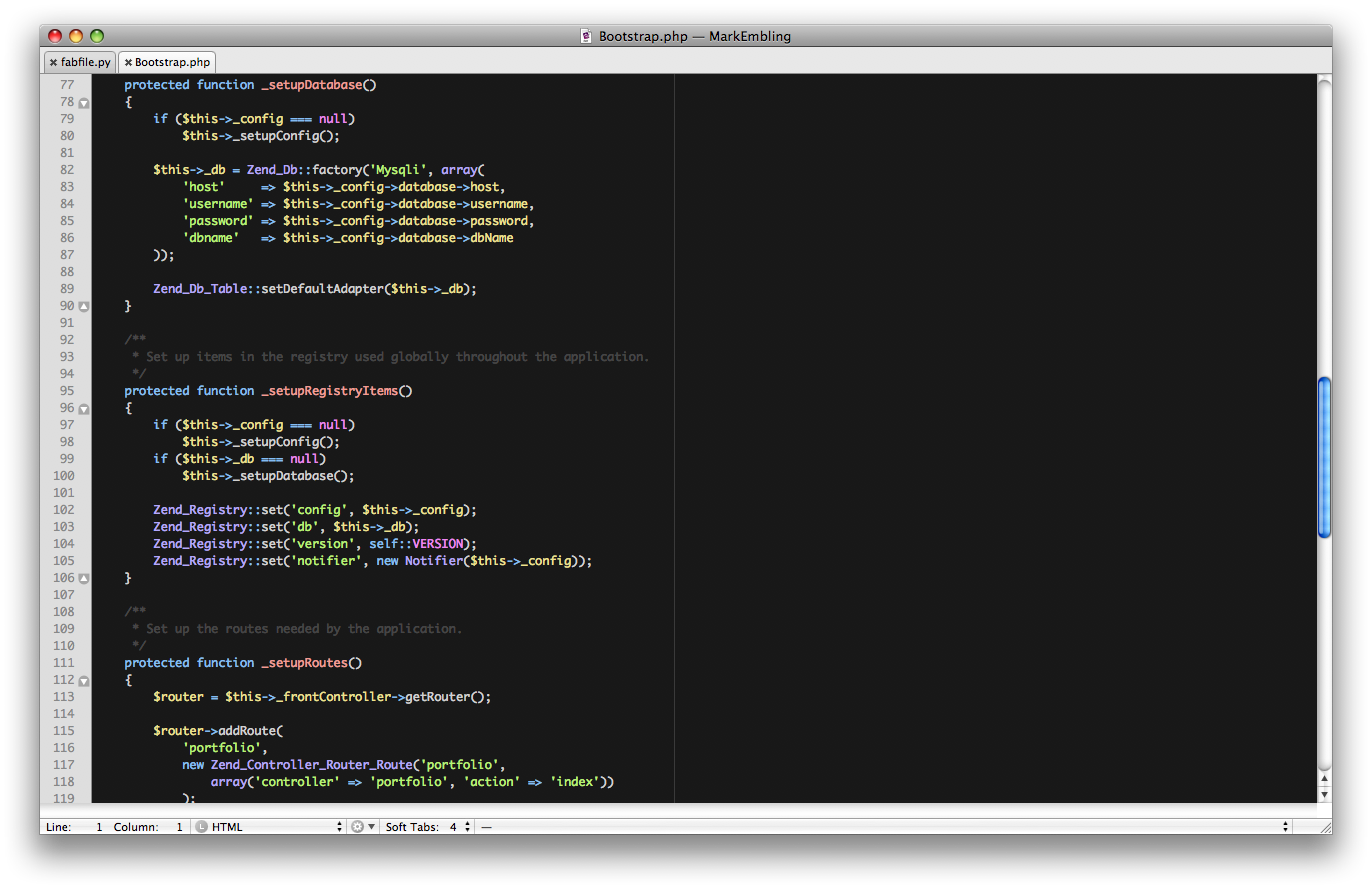 Bootstrap.php — MarkEmbling
fabfile.py Bootstrap.php
77 protected function _setupDatabase()
78 {
79 if ($this->_config === null)
80 $this->_setupConfig();
81
82 $this->_db = Zend_Db::factory('Mysqli', array(
83 'host' => $this->_config->database->host,
84 'username' => $this->_config->database->username,
85 'password' => $this->_config->database->password,
86 'dbname' => $this->_config->database->dbName
87 ));
88
89 Zend_Db_Table::setDefaultAdapter($this->_db);
90 }
91
92 /**
93 * Set up items in the registry used globally throughout the application.
94 */
95 protected function _setupRegistryItems()
96 {
97 if ($this->_config === null)
98 $this->_setupConfig();
99 if ($this->_db === null)
100 $this->_setupDatabase();
101
102 Zend_Registry::set('config', $this->_config);
103 Zend_Registry::set('db', $this->_db);
104 Zend_Registry::set('version', self::VERSION);
105 Zend_Registry::set('notifier', new Notifier($this->_config));
106 }
107
108 /**
109 * Set up the routes needed by the application.
110 */
111 protected function _setupRoutes()
112 {
113 $router = $this->_frontController->getRouter();
114
115 $router->addRoute(
116 'portfolio',
117 new Zend_Controller_Router_Route('portfolio',
118 array('controller' => 'portfolio', 'action' => 'index'))
119 );
Line: 1 Column: 1 L HTML Soft Tabs: 4 —